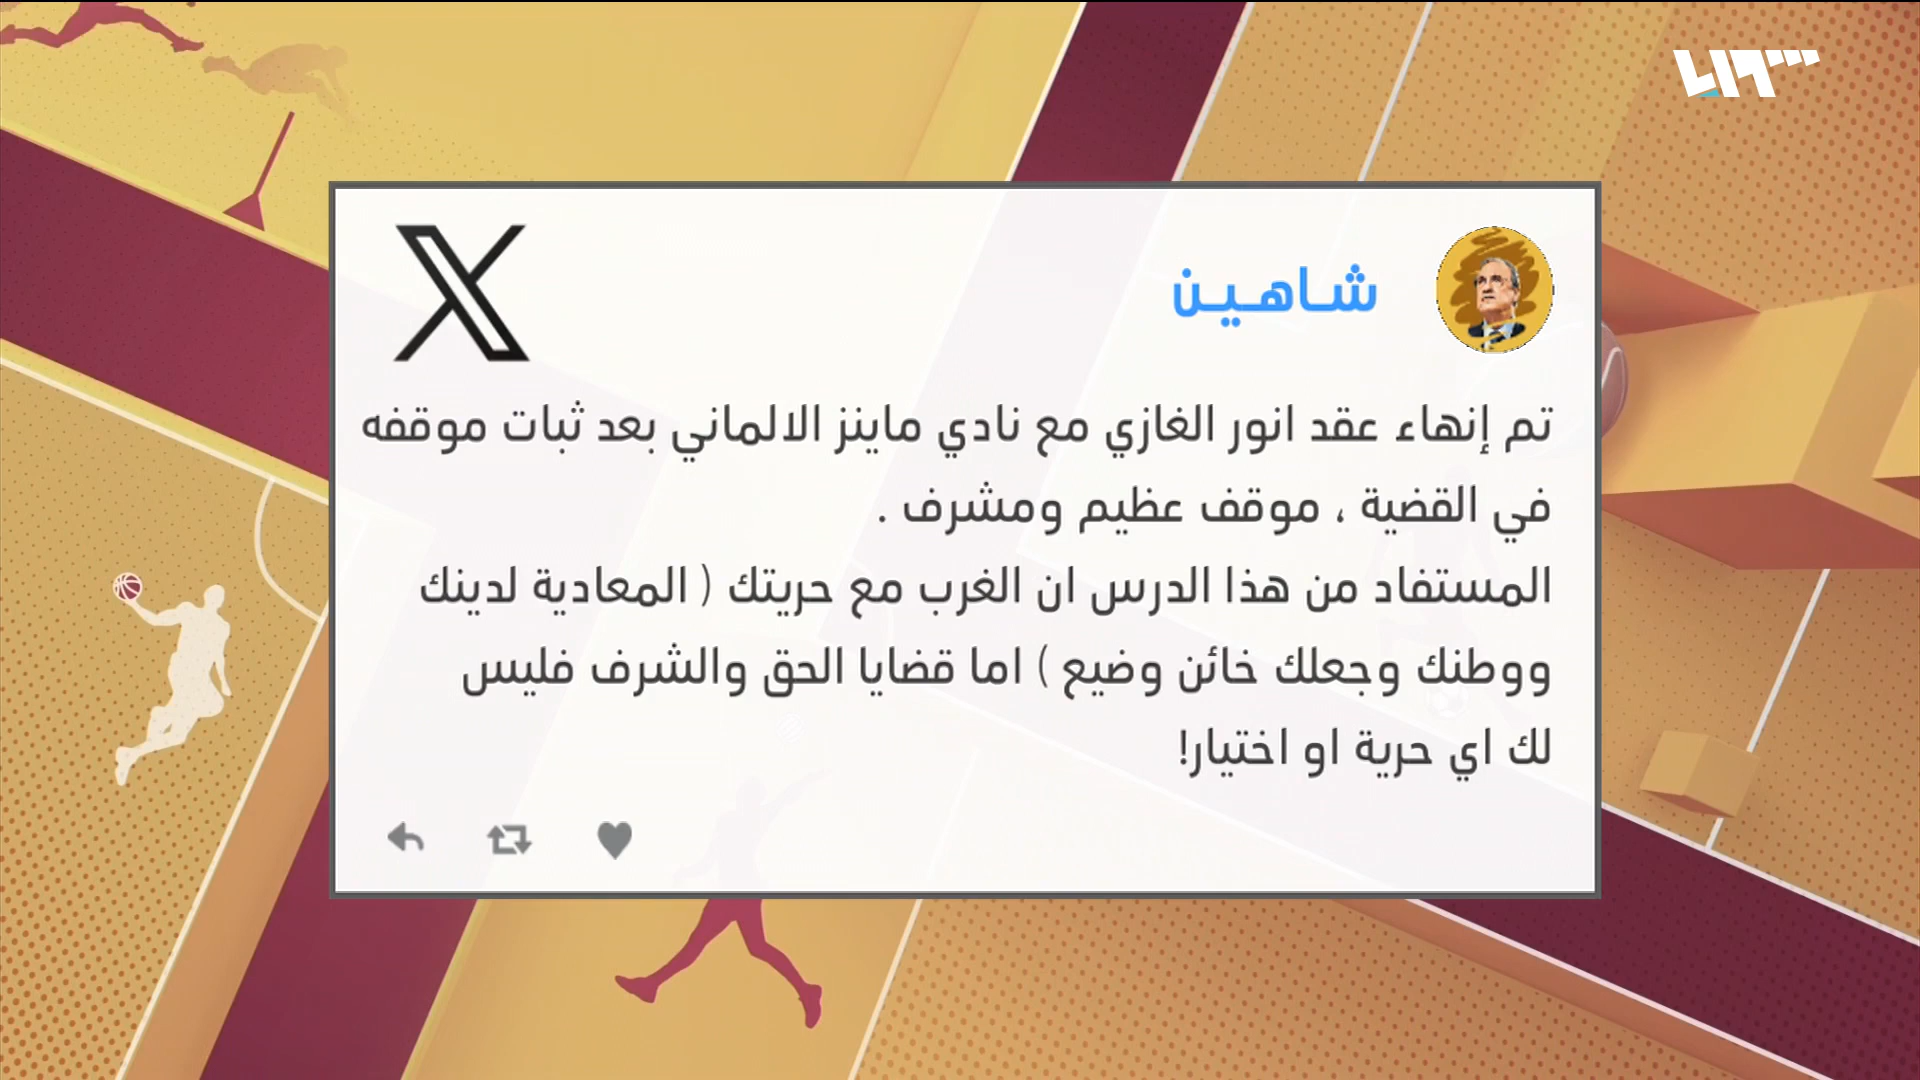 شاهين
تم إنهاء عقد انور الغازي مع نادي ماينز الالماني بعد ثبات موقفه
في القضية ، موقف عظيم ومشرف .
المستفاد من هذا الدرس ان الغرب مع حريتك ( المعادية لدينك
ووطنك وجعلك خائن وضيع ) اما قضايا الحق والشرف فليس
لك اي حرية او اختيار!